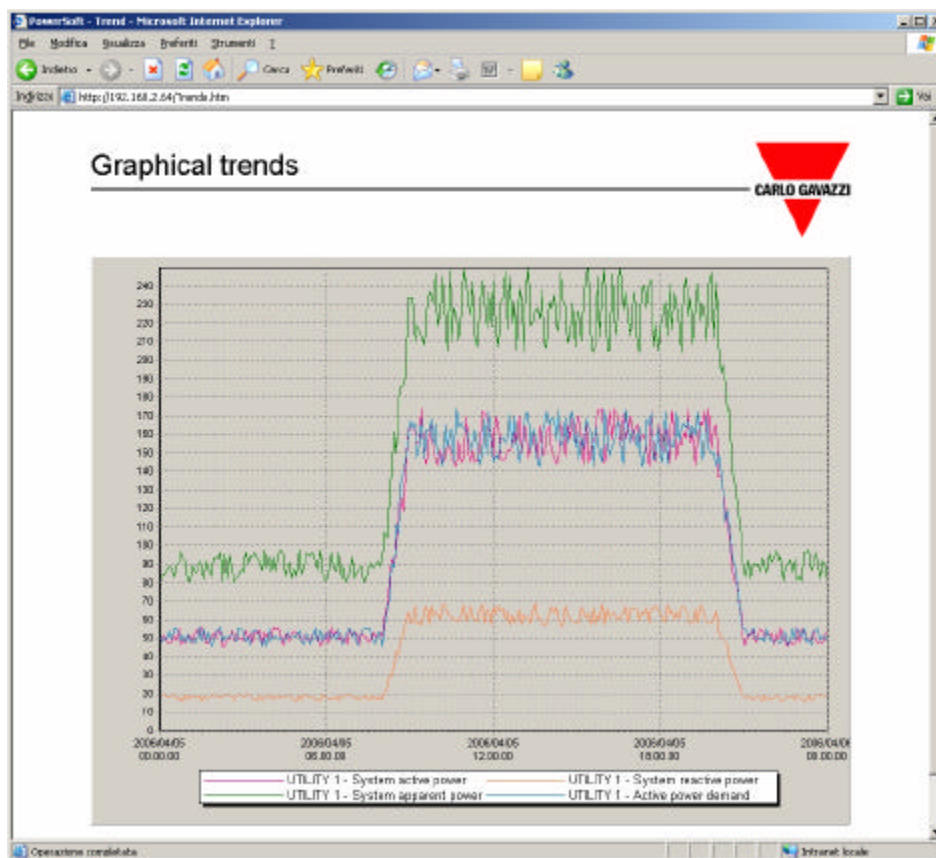 PowerSoft - Trend - Microsoft Internet Explorer
File Modifica Visualizza Preferiti Strumenti ?
Indietro Cerca Preferiti
Indirizzo http://192.168.2.64/Trends.htm Vai
Graphical trends
CARLO GAVAZZI
240
230
220
210
200
190
180
170
160
150
140
130
120
110
100
90
80
70
60
50
40
30
20
10
0
2006/04/05 2006/04/05 2006/04/05 2006/04/05 2006/04/06
00.00.00 06.00.00 12.00.00 18.00.00 00.00.00
UTILITY 1 - System active power UTILITY 1 - System reactive power
UTILITY 1 - System apparent power UTILITY 1 - Active power demand
Operazione completata Intranet locale